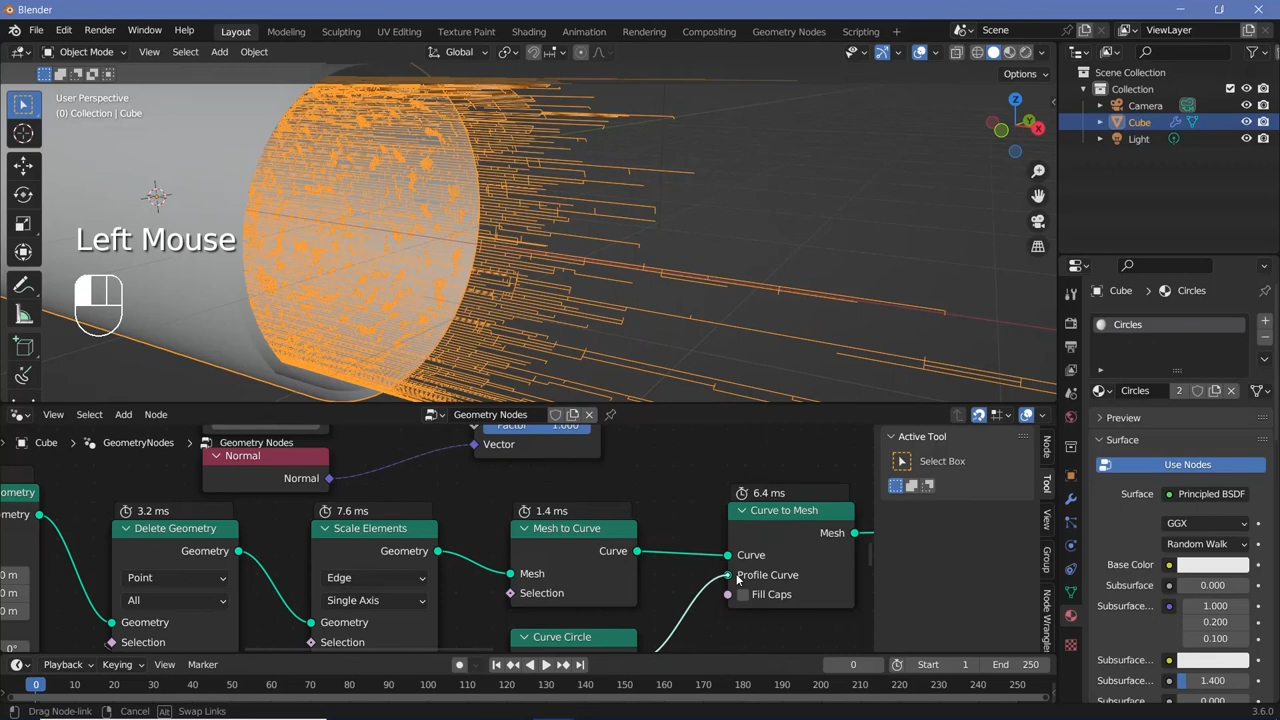 Blender
File Edit Render Window Help Layout Modeling Sculpting UV Editing Texture Paint Shading Animation Rendering Compositing Geometry Nodes Scripting + Scene ViewLayer
Object Mode View Select Add Object Global
Options
User Perspective
(0) Collection | Cube
Z
Y
X
Left Mouse
Scene Collection
Collection
Camera
Cube
Light
Cube Circles
Circles
Circles 2
Preview
Surface
Use Nodes
Surface Principled BSDF
GGX
Random Walk
Base Color
Subsurface 0.000
Subsurface... 1.000
0.200
0.100
Subsurface...
Subsurface... 1.400
View Select Add Node Geometry Nodes
Cube GeometryNodes Geometry Nodes
Factor 1.000
Vector
Normal
Normal
3.2 ms
Delete Geometry
Geometry
Point
All
Geometry
Selection
7.6 ms
Scale Elements
Geometry
Edge
Single Axis
Geometry
Selection
1.4 ms
Mesh to Curve
Curve
Mesh
Selection
Curve Circle
6.4 ms
Curve to Mesh
Mesh
Curve
Profile Curve
Fill Caps
Active Tool
Select Box
Node
Tool
View
Group
Node Wrangler
Playback Keying View Marker 0 Start 1 End 250
0 10 20 30 40 50 60 70 80 90 100 110 120 130 140 150 160 170 180 190 200 210 220 230 240 250
Drag Node-link Cancel Alt Swap Links 3.6.0